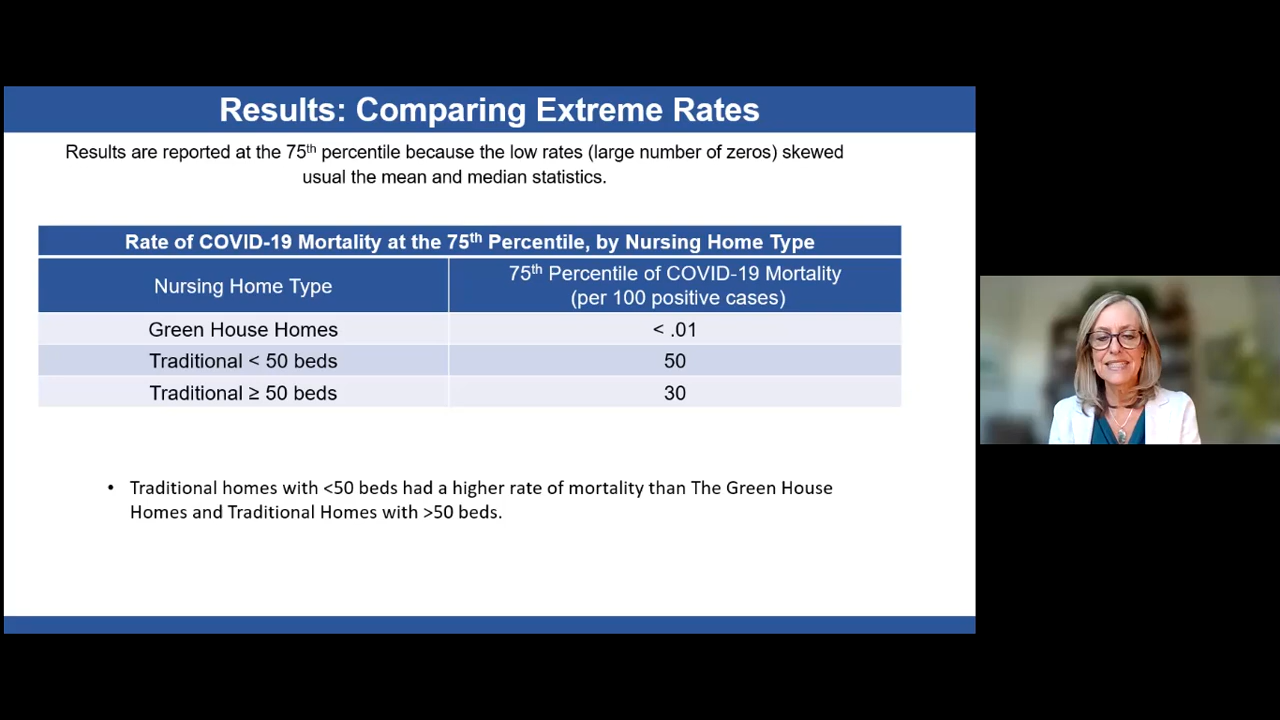 Results: Comparing Extreme Rates
Results are reported at the 75th percentile because the low rates (large number of zeros) skewed
usual the mean and median statistics.
Rate of COVID-19 Mortality at the 75th Percentile, by Nursing Home Type
Nursing Home Type
75th Percentile of COVID-19 Mortality
(per 100 positive cases)
Green House Homes
< .01
Traditional < 50 beds
50
Traditional ≥ 50 beds
30
• Traditional homes with <50 beds had a higher rate of mortality than The Green House
Homes and Traditional Homes with >50 beds.